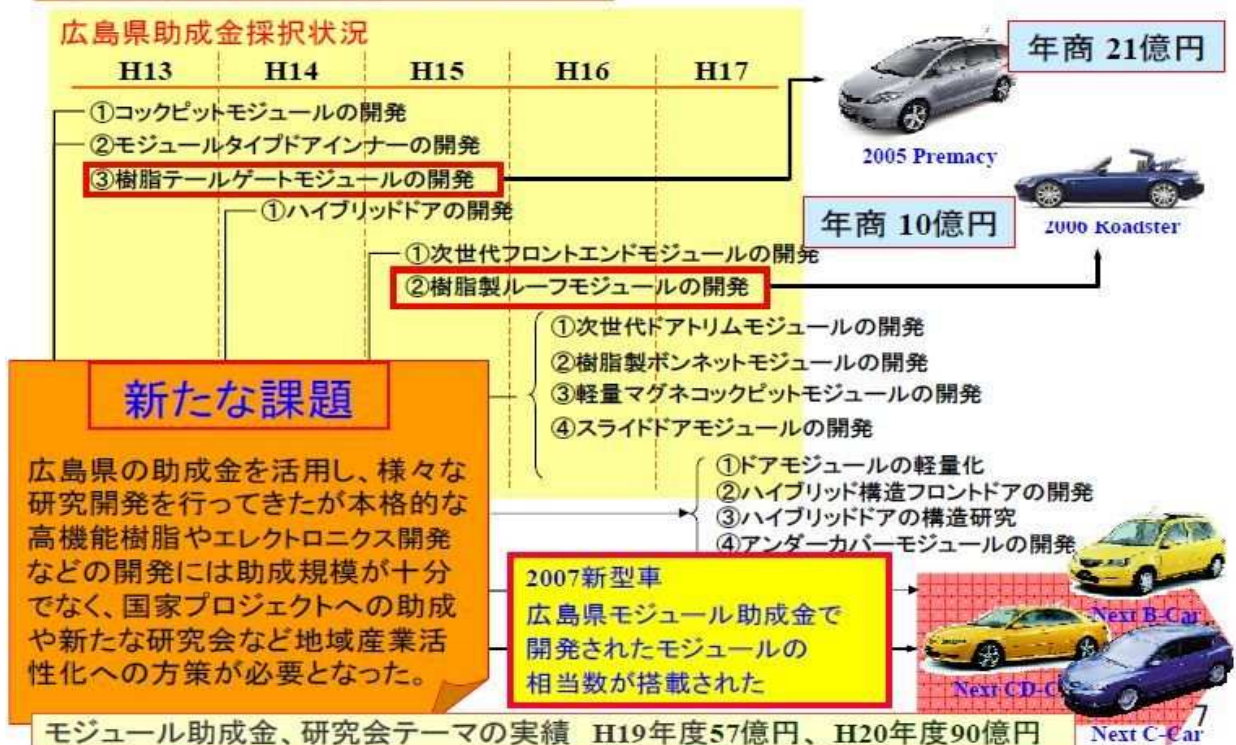 広島県助成金採択状況
H13 H14 H15 H16 H17
①コックピットモジュールの開発
②モジュールタイプドアインナーの開発
③樹脂テールゲートモジュールの開発
①ハイブリッドドアの開発
①次世代フロントエンドモジュールの開発
②樹脂製ルーフモジュールの開発
①次世代ドアトリムモジュールの開発
②樹脂製ボンネットモジュールの開発
③軽量マグネコックピットモジュールの開発
④スライドドアモジュールの開発
①ドアモジュールの軽量化
②ハイブリッド構造フロントドアの開発
③ハイブリッドドアの構造研究
④アンダーカバーモジュールの開発
年商 21億円
2005 Premacy
年商 10億円
2006 Roadster
新たな課題
広島県の助成金を活用し、様々な
研究開発を行ってきたが本格的な
高機能樹脂やエレクトロニクス開発
などの開発には助成規模が十分
でなく、国家プロジェクトへの助成
や新たな研究会など地域産業活
性化への方策が必要となった。
2007新型車
広島県モジュール助成金で
開発されたモジュールの
相当数が搭載された
Next B-Car
Next CD-C
Next C-Car
モジュール助成金、研究会テーマの実績 H19年度57億円、H20年度90億円
7